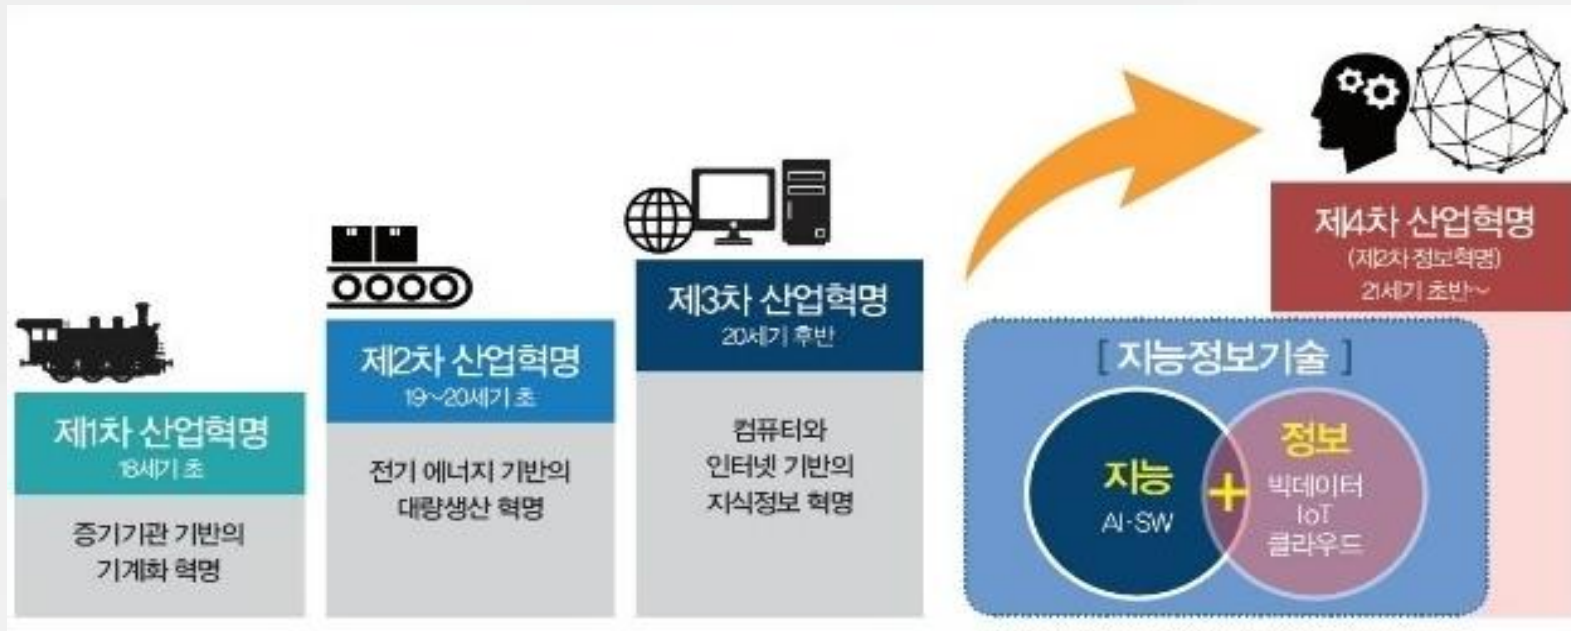 제1차 산업혁명
18세기 초
증기기관 기반의
기계화 혁명
제2차 산업혁명
19~20세기 초
전기 에너지 기반의
대량생산 혁명
제3차 산업혁명
20세기 후반
컴퓨터와
인터넷 기반의
지식정보 혁명
제4차 산업혁명
(제2차 정보혁명)
21세기 초반~
[ 지능정보기술 ]
지능
AI·SW
+
정보
빅데이터
IoT
클라우드